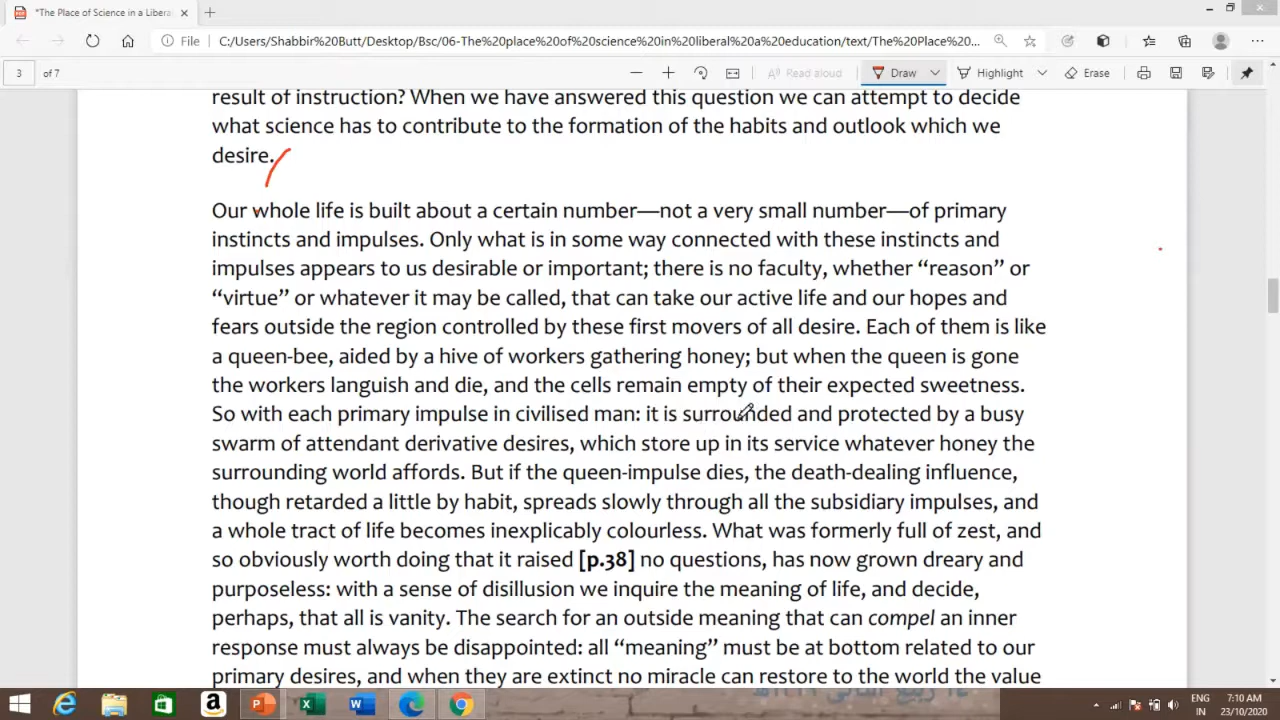 "The Place of Science in a Libera
File
C:/Users/Shabbir%20Butt/Desktop/Bsc/06-The%20place%20of%20science%20in%20liberal%20a%20education/text/The%20Place%20...
3 of 7
Read aloud
Draw
Highlight
Erase
result of instruction? When we have answered this question we can attempt to decide
what science has to contribute to the formation of the habits and outlook which we
desire.
Our whole life is built about a certain number—not a very small number—of primary
instincts and impulses. Only what is in some way connected with these instincts and
impulses appears to us desirable or important; there is no faculty, whether “reason” or
“virtue” or whatever it may be called, that can take our active life and our hopes and
fears outside the region controlled by these first movers of all desire. Each of them is like
a queen-bee, aided by a hive of workers gathering honey; but when the queen is gone
the workers languish and die, and the cells remain empty of their expected sweetness.
So with each primary impulse in civilised man: it is surrounded and protected by a busy
swarm of attendant derivative desires, which store up in its service whatever honey the
surrounding world affords. But if the queen-impulse dies, the death-dealing influence,
though retarded a little by habit, spreads slowly through all the subsidiary impulses, and
a whole tract of life becomes inexplicably colourless. What was formerly full of zest, and
so obviously worth doing that it raised [p.38] no questions, has now grown dreary and
purposeless: with a sense of disillusion we inquire the meaning of life, and decide,
perhaps, that all is vanity. The search for an outside meaning that can compel an inner
response must always be disappointed: all “meaning” must be at bottom related to our
primary desires, and when they are extinct no miracle can restore to the world the value
ENG
IN
7:10 AM
23/10/2020